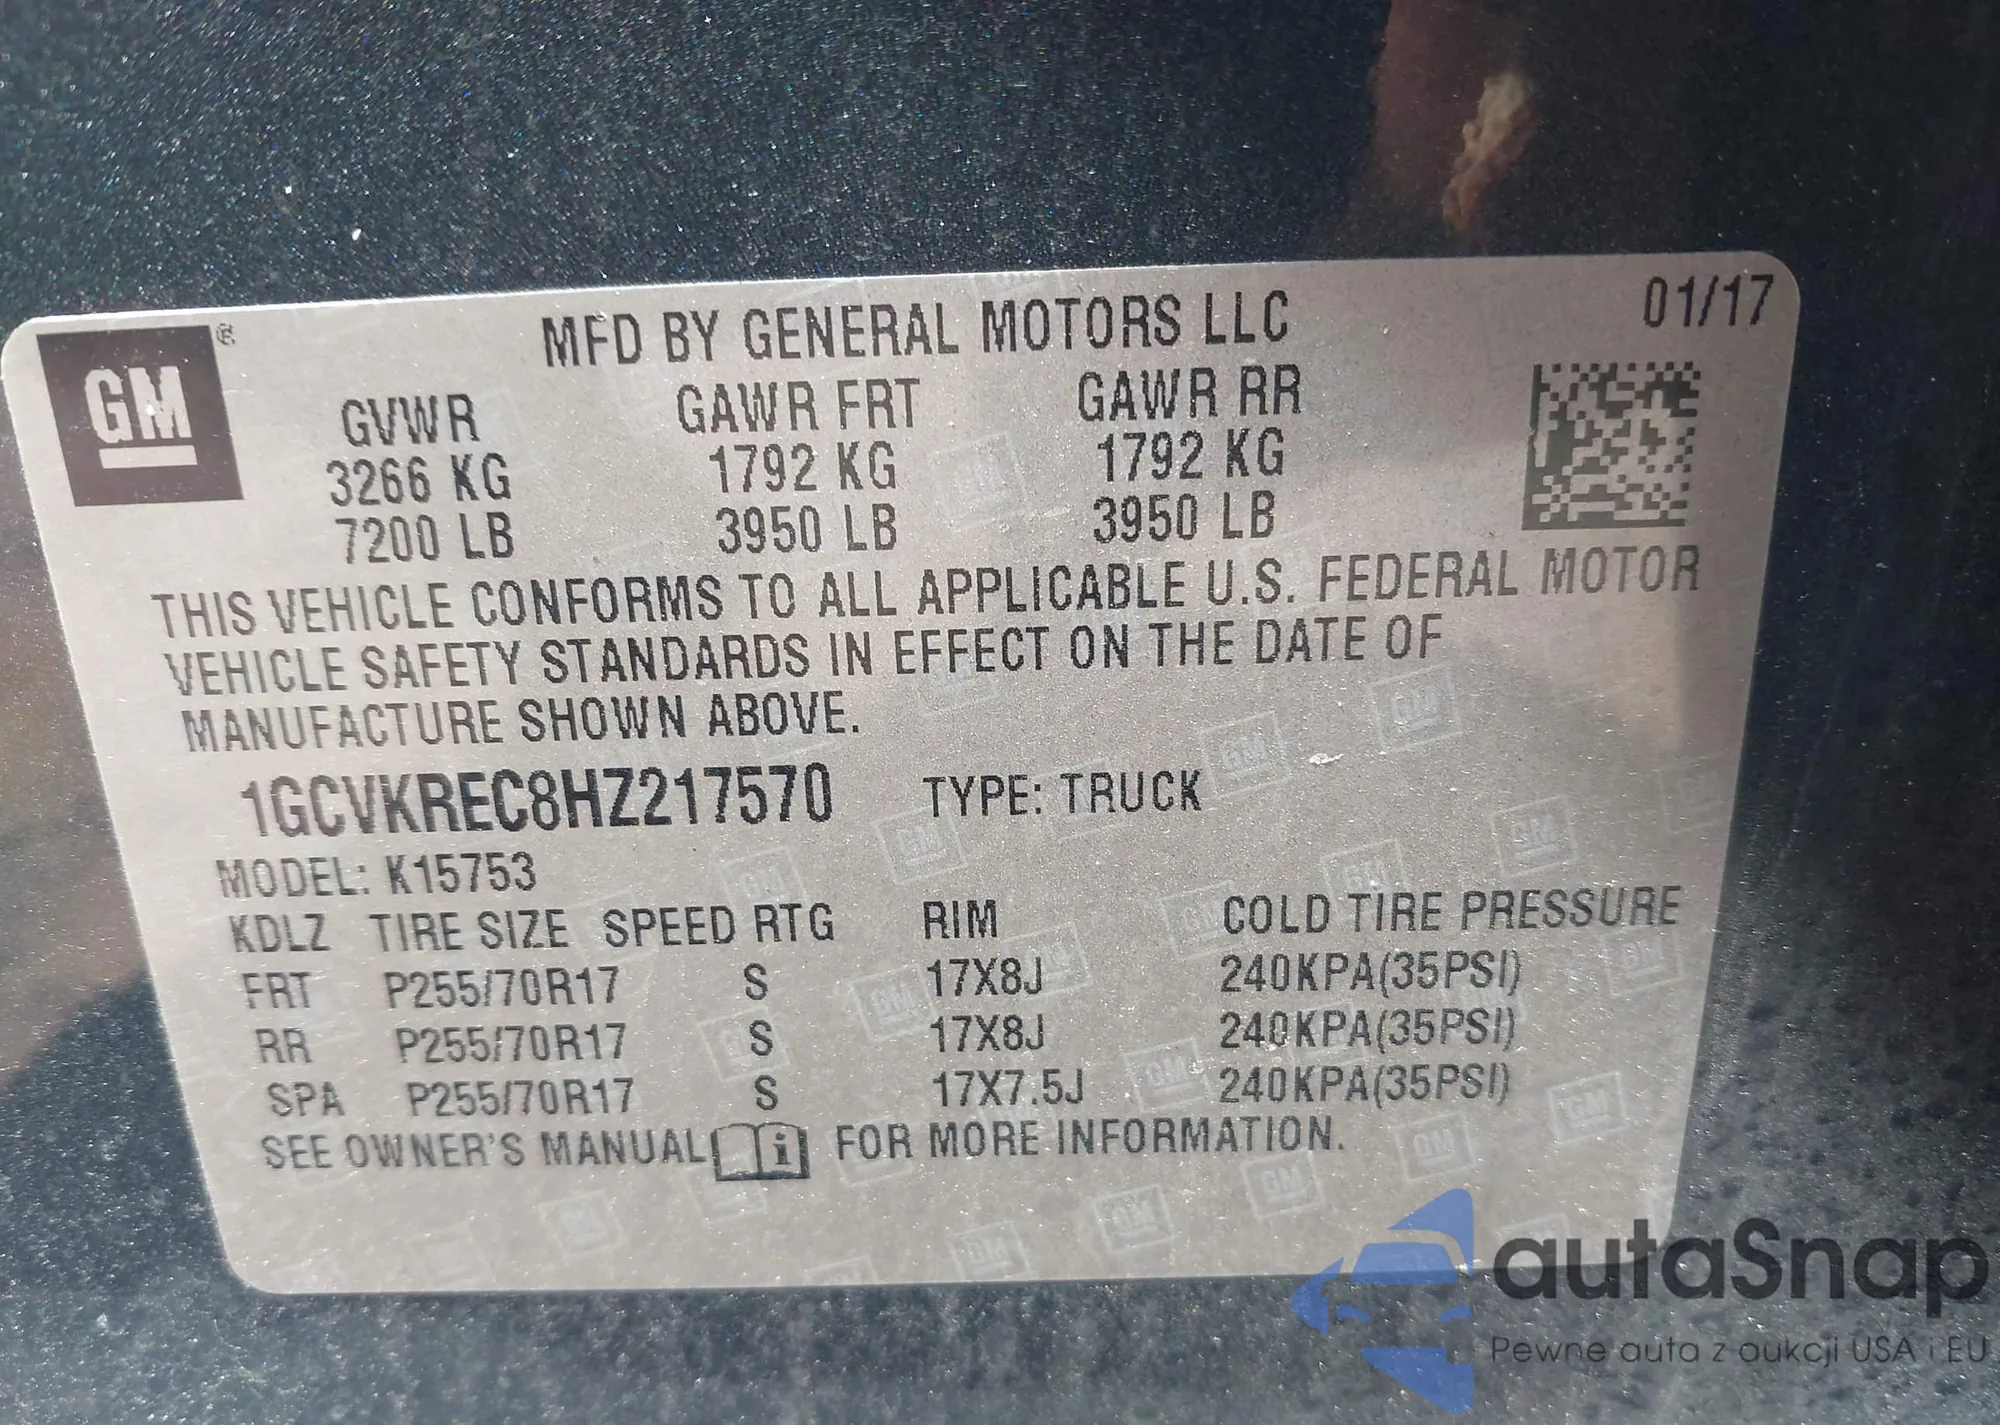 01/17
MFD BY GENERAL MOTORS LLC
GM ®
GVWR GAWR FRT GAWR RR
3266 KG 1792 KG 1792 KG
7200 LB 3950 LB 3950 LB
THIS VEHICLE CONFORMS TO ALL APPLICABLE U.S. FEDERAL MOTOR
VEHICLE SAFETY STANDARDS IN EFFECT ON THE DATE OF
MANUFACTURE SHOWN ABOVE.
1GCVKREC8HZ217570 TYPE: TRUCK
MODEL: K15753
KDLZ TIRE SIZE SPEED RTG RIM COLD TIRE PRESSURE
FRT P255/70R17 S 17X8J 240KPA(35PSI)
RR P255/70R17 S 17X8J 240KPA(35PSI)
SPA P255/70R17 S 17X7.5J 240KPA(35PSI)
SEE OWNER'S MANUAL i FOR MORE INFORMATION.
autaSnap
Pewne auta z aukcji USA i EU